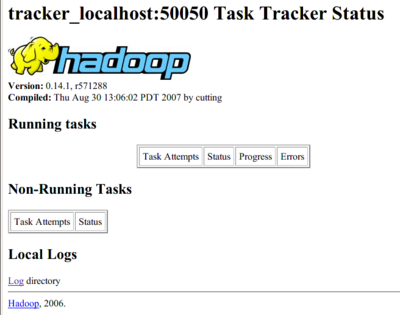 tracker_localhost:50050 Task Tracker Status
hadoop
Version: 0.14.1, r571288
Compiled: Thu Aug 30 13:06:02 PDT 2007 by cutting
Running tasks
Task Attempts Status Progress Errors
Non-Running Tasks
Task Attempts Status
Local Logs
Log directory
Hadoop, 2006.